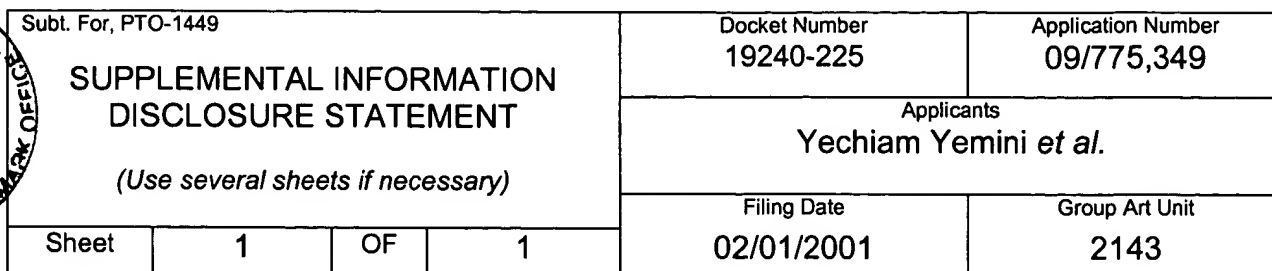 Subt. For, PTO-1449
SUPPLEMENTAL INFORMATION
DISCLOSURE STATEMENT
(Use several sheets if necessary)
Sheet 1 OF 1
Docket Number
19240-225
Application Number
09/775,349
Applicants
Yechiam Yemini et al.
Filing Date
02/01/2001
Group Art Unit
2143
MARK OFFICE